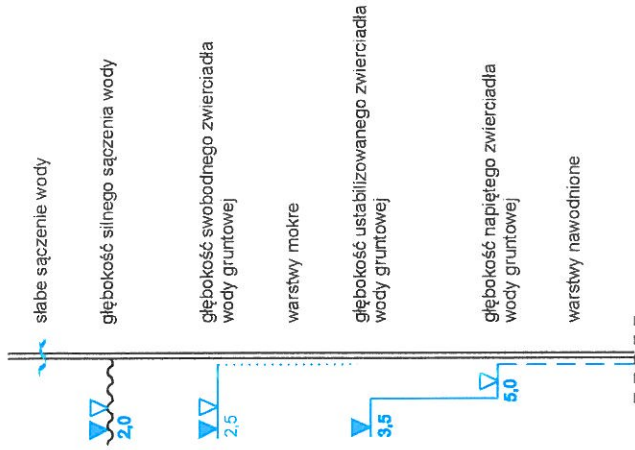 słabe sączenie wody
głębokość silnego sączenia wody
2,0
głębokość swobodnego zwierciadła
wody gruntowej
2,5
warstwy mokre
głębokość ustabilizowanego zwierciadła
wody gruntowej
3,5
głębokość napiętego zwierciadła
wody gruntowej
5,0
warstwy nawodnione